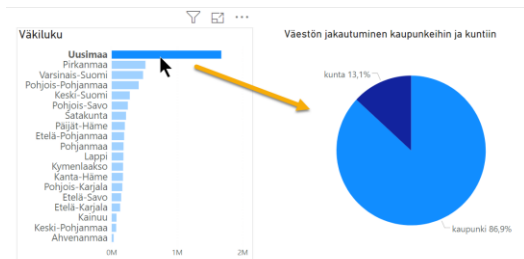 Väkiluku
Uusimaa
Pirkanmaa
Varsinais-Suomi
Pohjois-Pohjanmaa
Keski-Suomi
Pohjois-Savo
Satakunta
Päijät-Häme
Etelä-Pohjanmaa
Pohjanmaa
Lappi
Kymenlaakso
Kanta-Häme
Pohjois-Karjala
Etelä-Savo
Etelä-Karjala
Kainuu
Keski-Pohjanmaa
Ahvenanmaa
0M 1M 2M
Väestön jakautuminen kaupunkeihin ja kuntiin
kunta 13,1%
kaupunki 86,9%